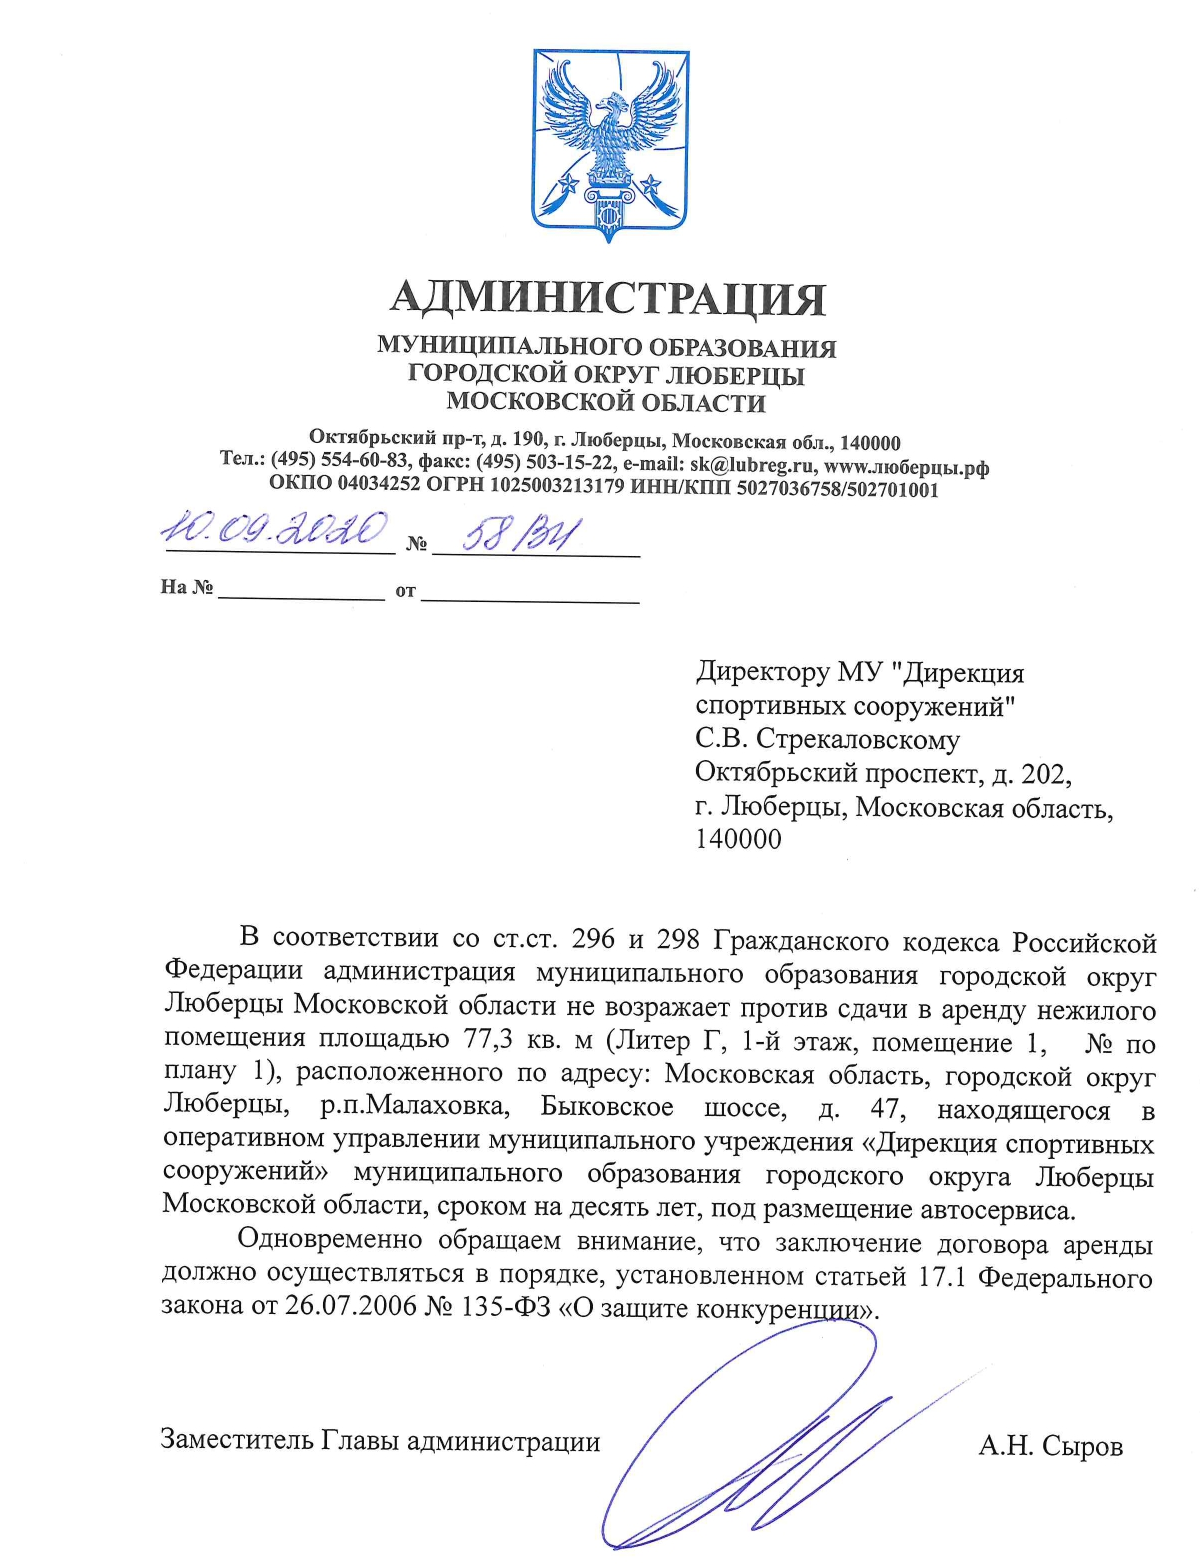 АДМИНИСТРАЦИЯ
МУНИЦИПАЛЬНОГО ОБРАЗОВАНИЯ
ГОРОДСКОЙ ОКРУГ ЛЮБЕРЦЫ
МОСКОВСКОЙ ОБЛАСТИ
Октябрьский пр-т, д. 190, г. Люберцы, Московская обл., 140000
Тел.: (495) 554-60-83, факс: (495) 503-15-22, e-mail: sk@lubreg.ru, www.люберцы.рф
ОКПО 04034252 ОГРН 1025003213179 ИНН/КПП 5027036758/502701001
10.09.2020 № 58
На № от
Директору МУ "Дирекция
спортивных сооружений"
С.В. Стрекаловскому
Октябрьский проспект, д. 202,
г. Люберцы, Московская область,
140000
В соответствии со ст.ст. 296 и 298 Гражданского кодекса Российской
Федерации администрация муниципального образования городской округ
Люберцы Московской области не возражает против сдачи в аренду нежилого
помещения площадью 77,3 кв. м (Литер Г, 1-й этаж, помещение 1, № по
плану 1), расположенного по адресу: Московская область, городской округ
Люберцы, р.п.Малаховка, Быковское шоссе, д. 47, находящегося в
оперативном управлении муниципального учреждения «Дирекция спортивных
сооружений» муниципального образования городского округа Люберцы
Московской области, сроком на десять лет, под размещение автосервиса.
Одновременно обращаем внимание, что заключение договора аренды
должно осуществляться в порядке, установленном статьей 17.1 Федерального
закона от 26.07.2006 № 135-ФЗ «О защите конкуренции».
Заместитель Главы администрации А.Н. Сыров